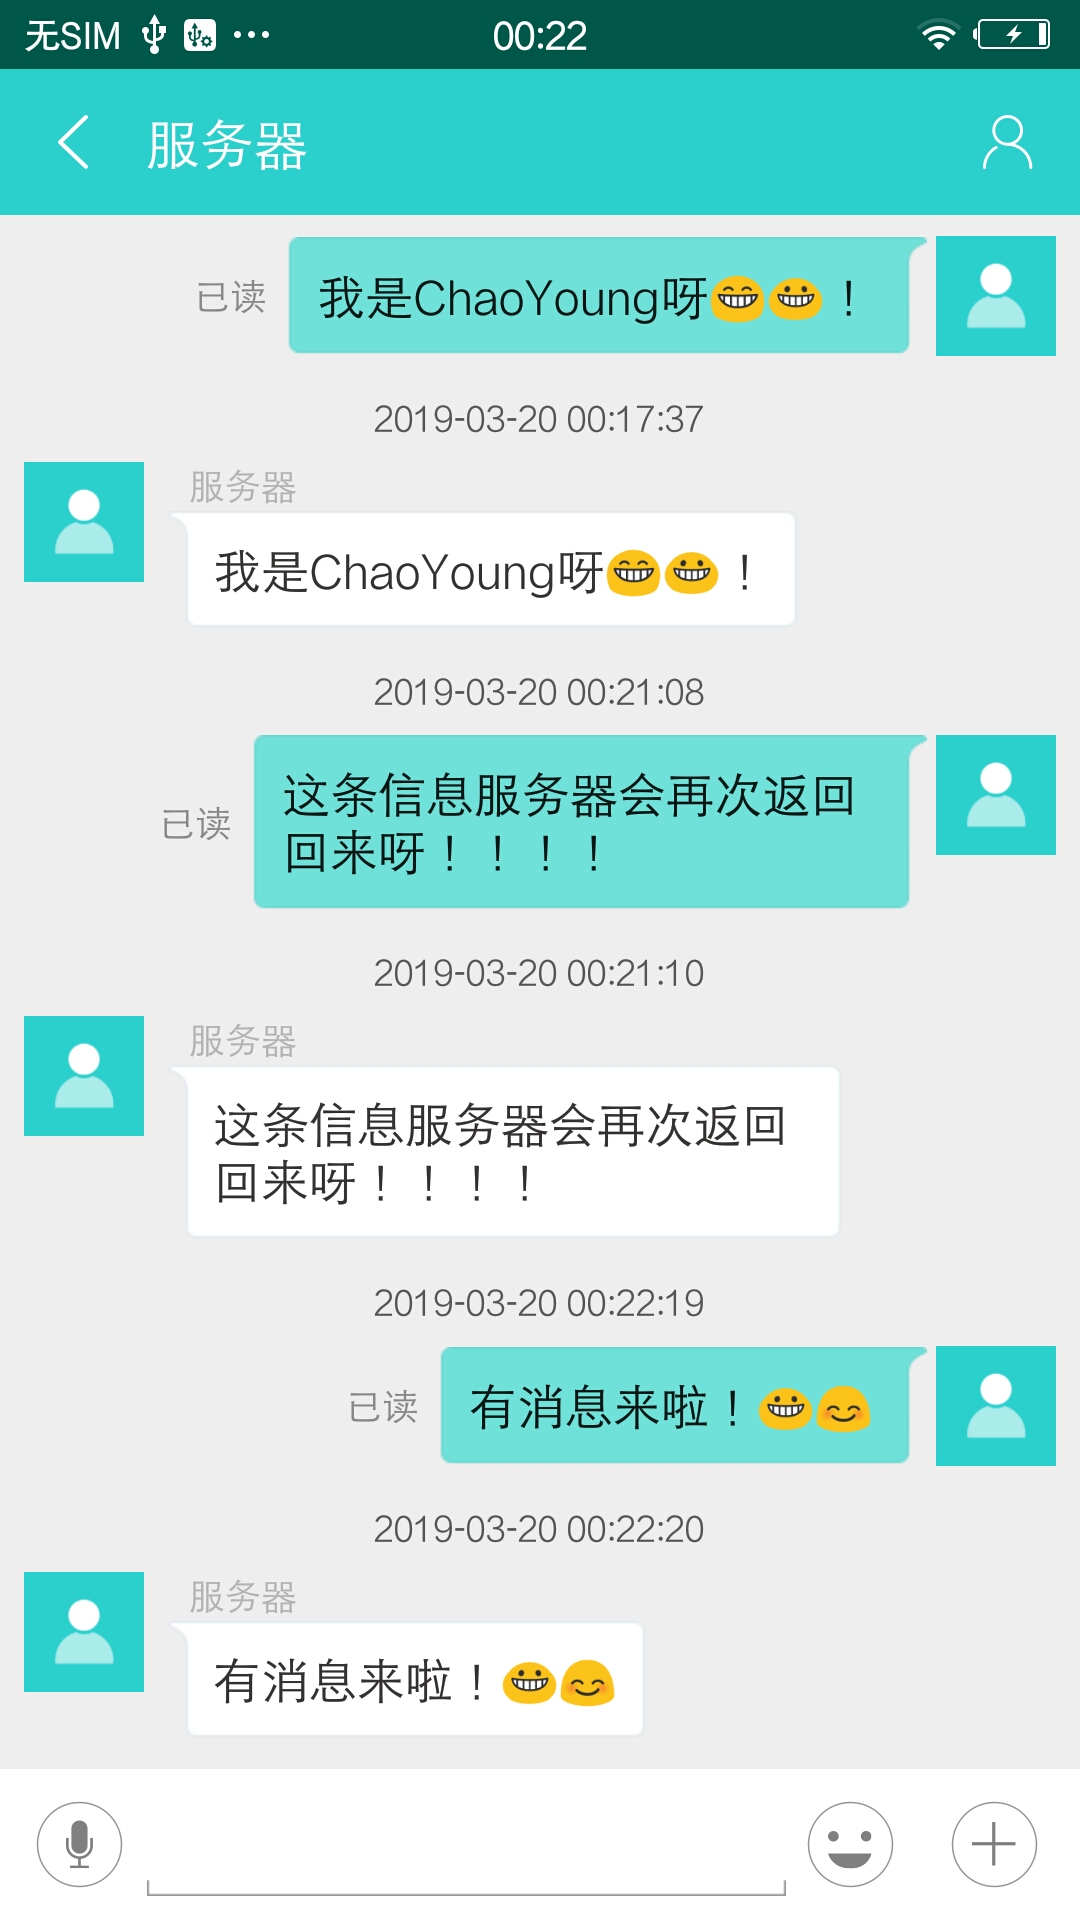 无SIM 00:22
服务器
已读 我是ChaoYoung呀😁😀！
2019-03-20 00:17:37
服务器
我是ChaoYoung呀😁😀！
2019-03-20 00:21:08
这条信息服务器会再次返回
已读
回来呀！！！！
2019-03-20 00:21:10
服务器
这条信息服务器会再次返回
回来呀！！！！
2019-03-20 00:22:19
已读 有消息来啦！😀😊
2019-03-20 00:22:20
服务器
有消息来啦！😀😊